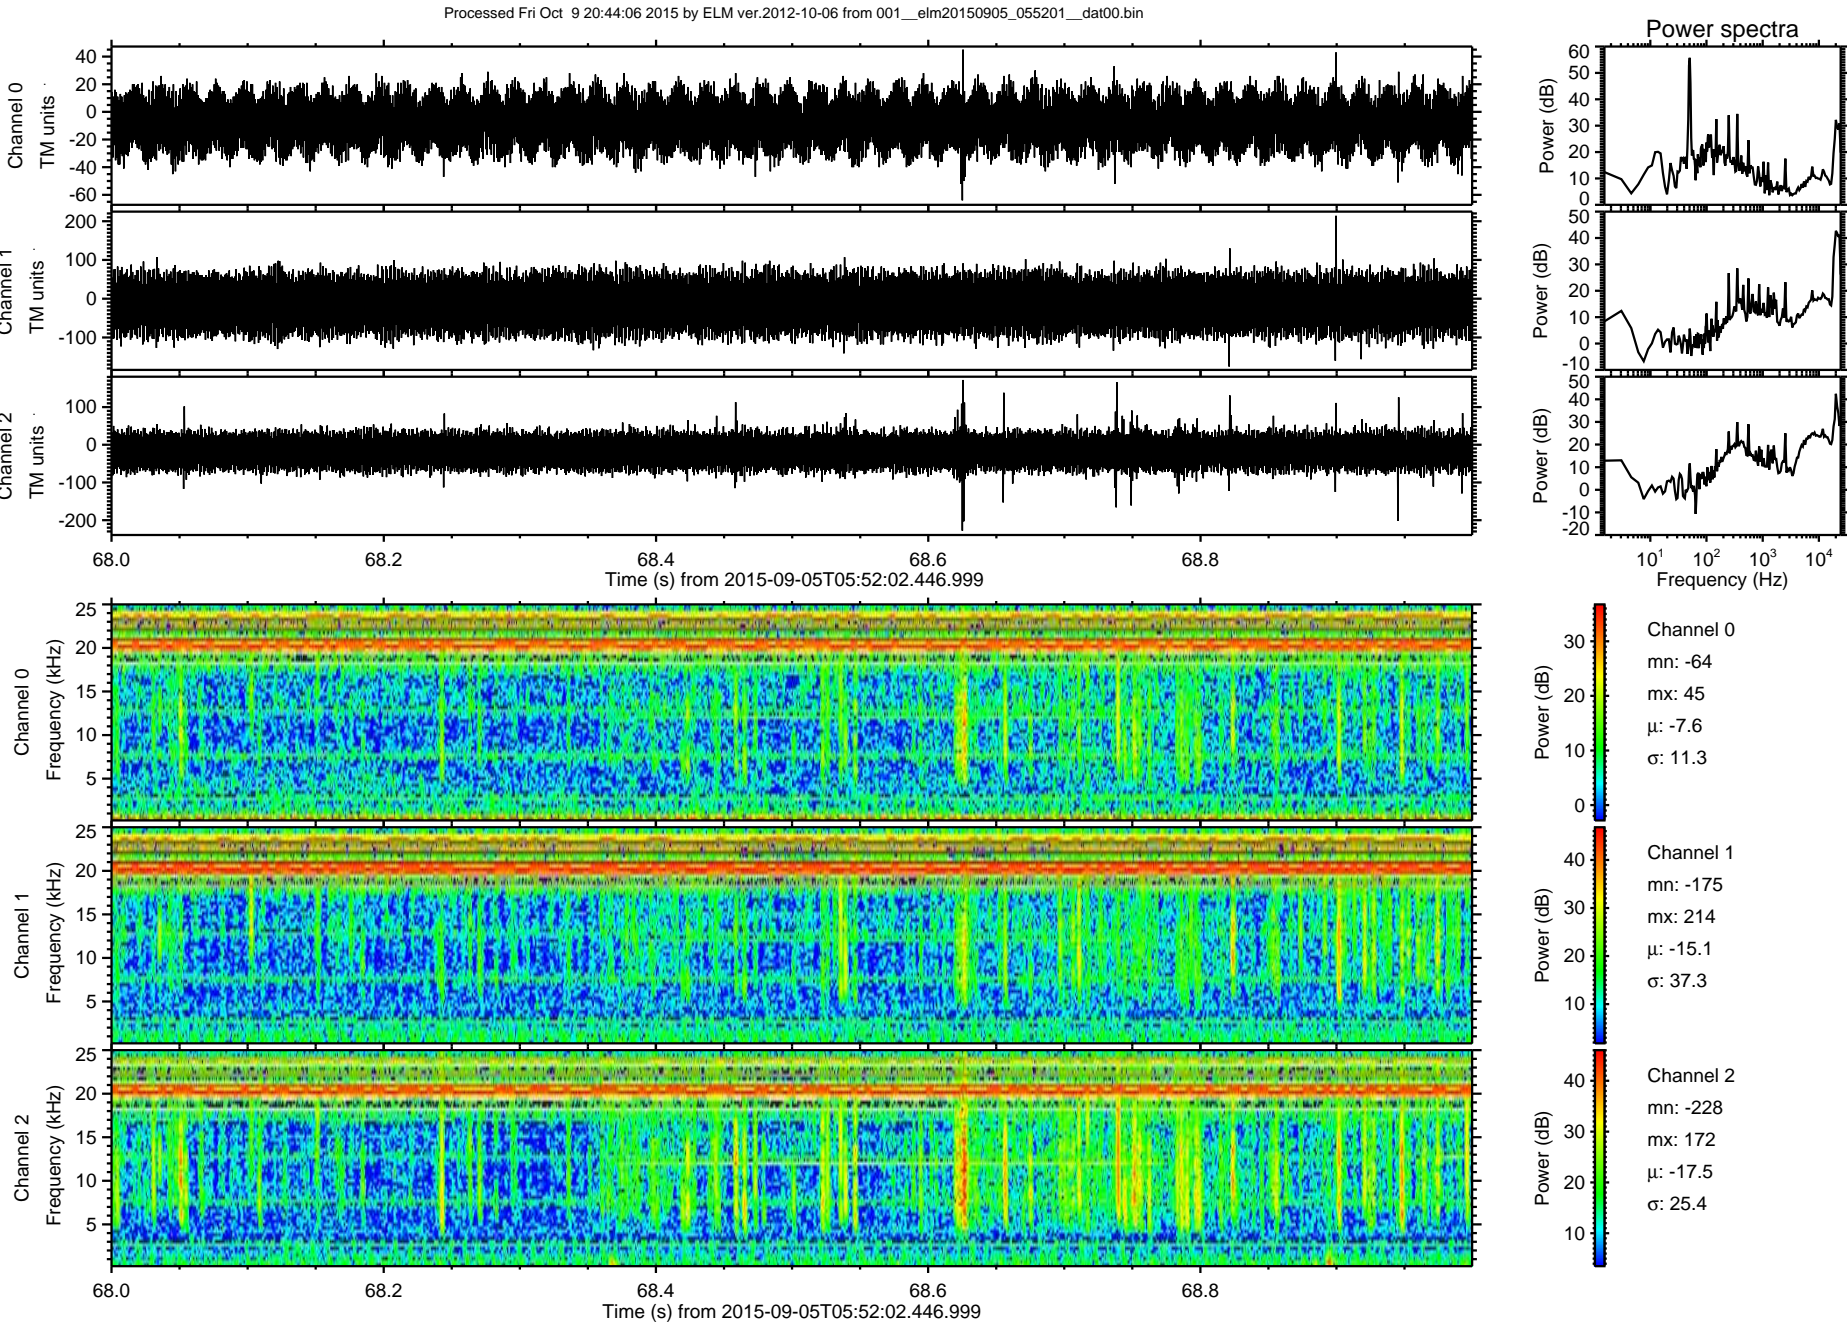 Processed Fri Oct 9 20:44:06 2015 by ELM ver.2012-10-06 from 001__elm20150905_055201__dat00.bin
Power spectra
Channel 0
TM units
40
20
0
-20
-40
-60
Power (dB)
60
50
40
30
20
10
0
Channel 1
TM units
200
100
0
-100
Power (dB)
50
40
30
20
10
0
-10
Channel 2
TM units
100
0
-100
-200
Power (dB)
50
40
30
20
10
0
-10
-20
68.0 68.2 68.4 68.6 68.8
Time (s) from 2015-09-05T05:52:02.446.999
10^1 10^2 10^3 10^4
Frequency (Hz)
Channel 0
Frequency (kHz)
25
20
15
10
5
Power (dB)
30
20
10
0
Channel 0
mn: -64
mx: 45
μ: -7.6
σ: 11.3
Channel 1
Frequency (kHz)
25
20
15
10
5
Power (dB)
40
30
20
10
Channel 1
mn: -175
mx: 214
μ: -15.1
σ: 37.3
Channel 2
Frequency (kHz)
25
20
15
10
5
Power (dB)
40
30
20
10
Channel 2
mn: -228
mx: 172
μ: -17.5
σ: 25.4
68.0 68.2 68.4 68.6 68.8
Time (s) from 2015-09-05T05:52:02.446.999